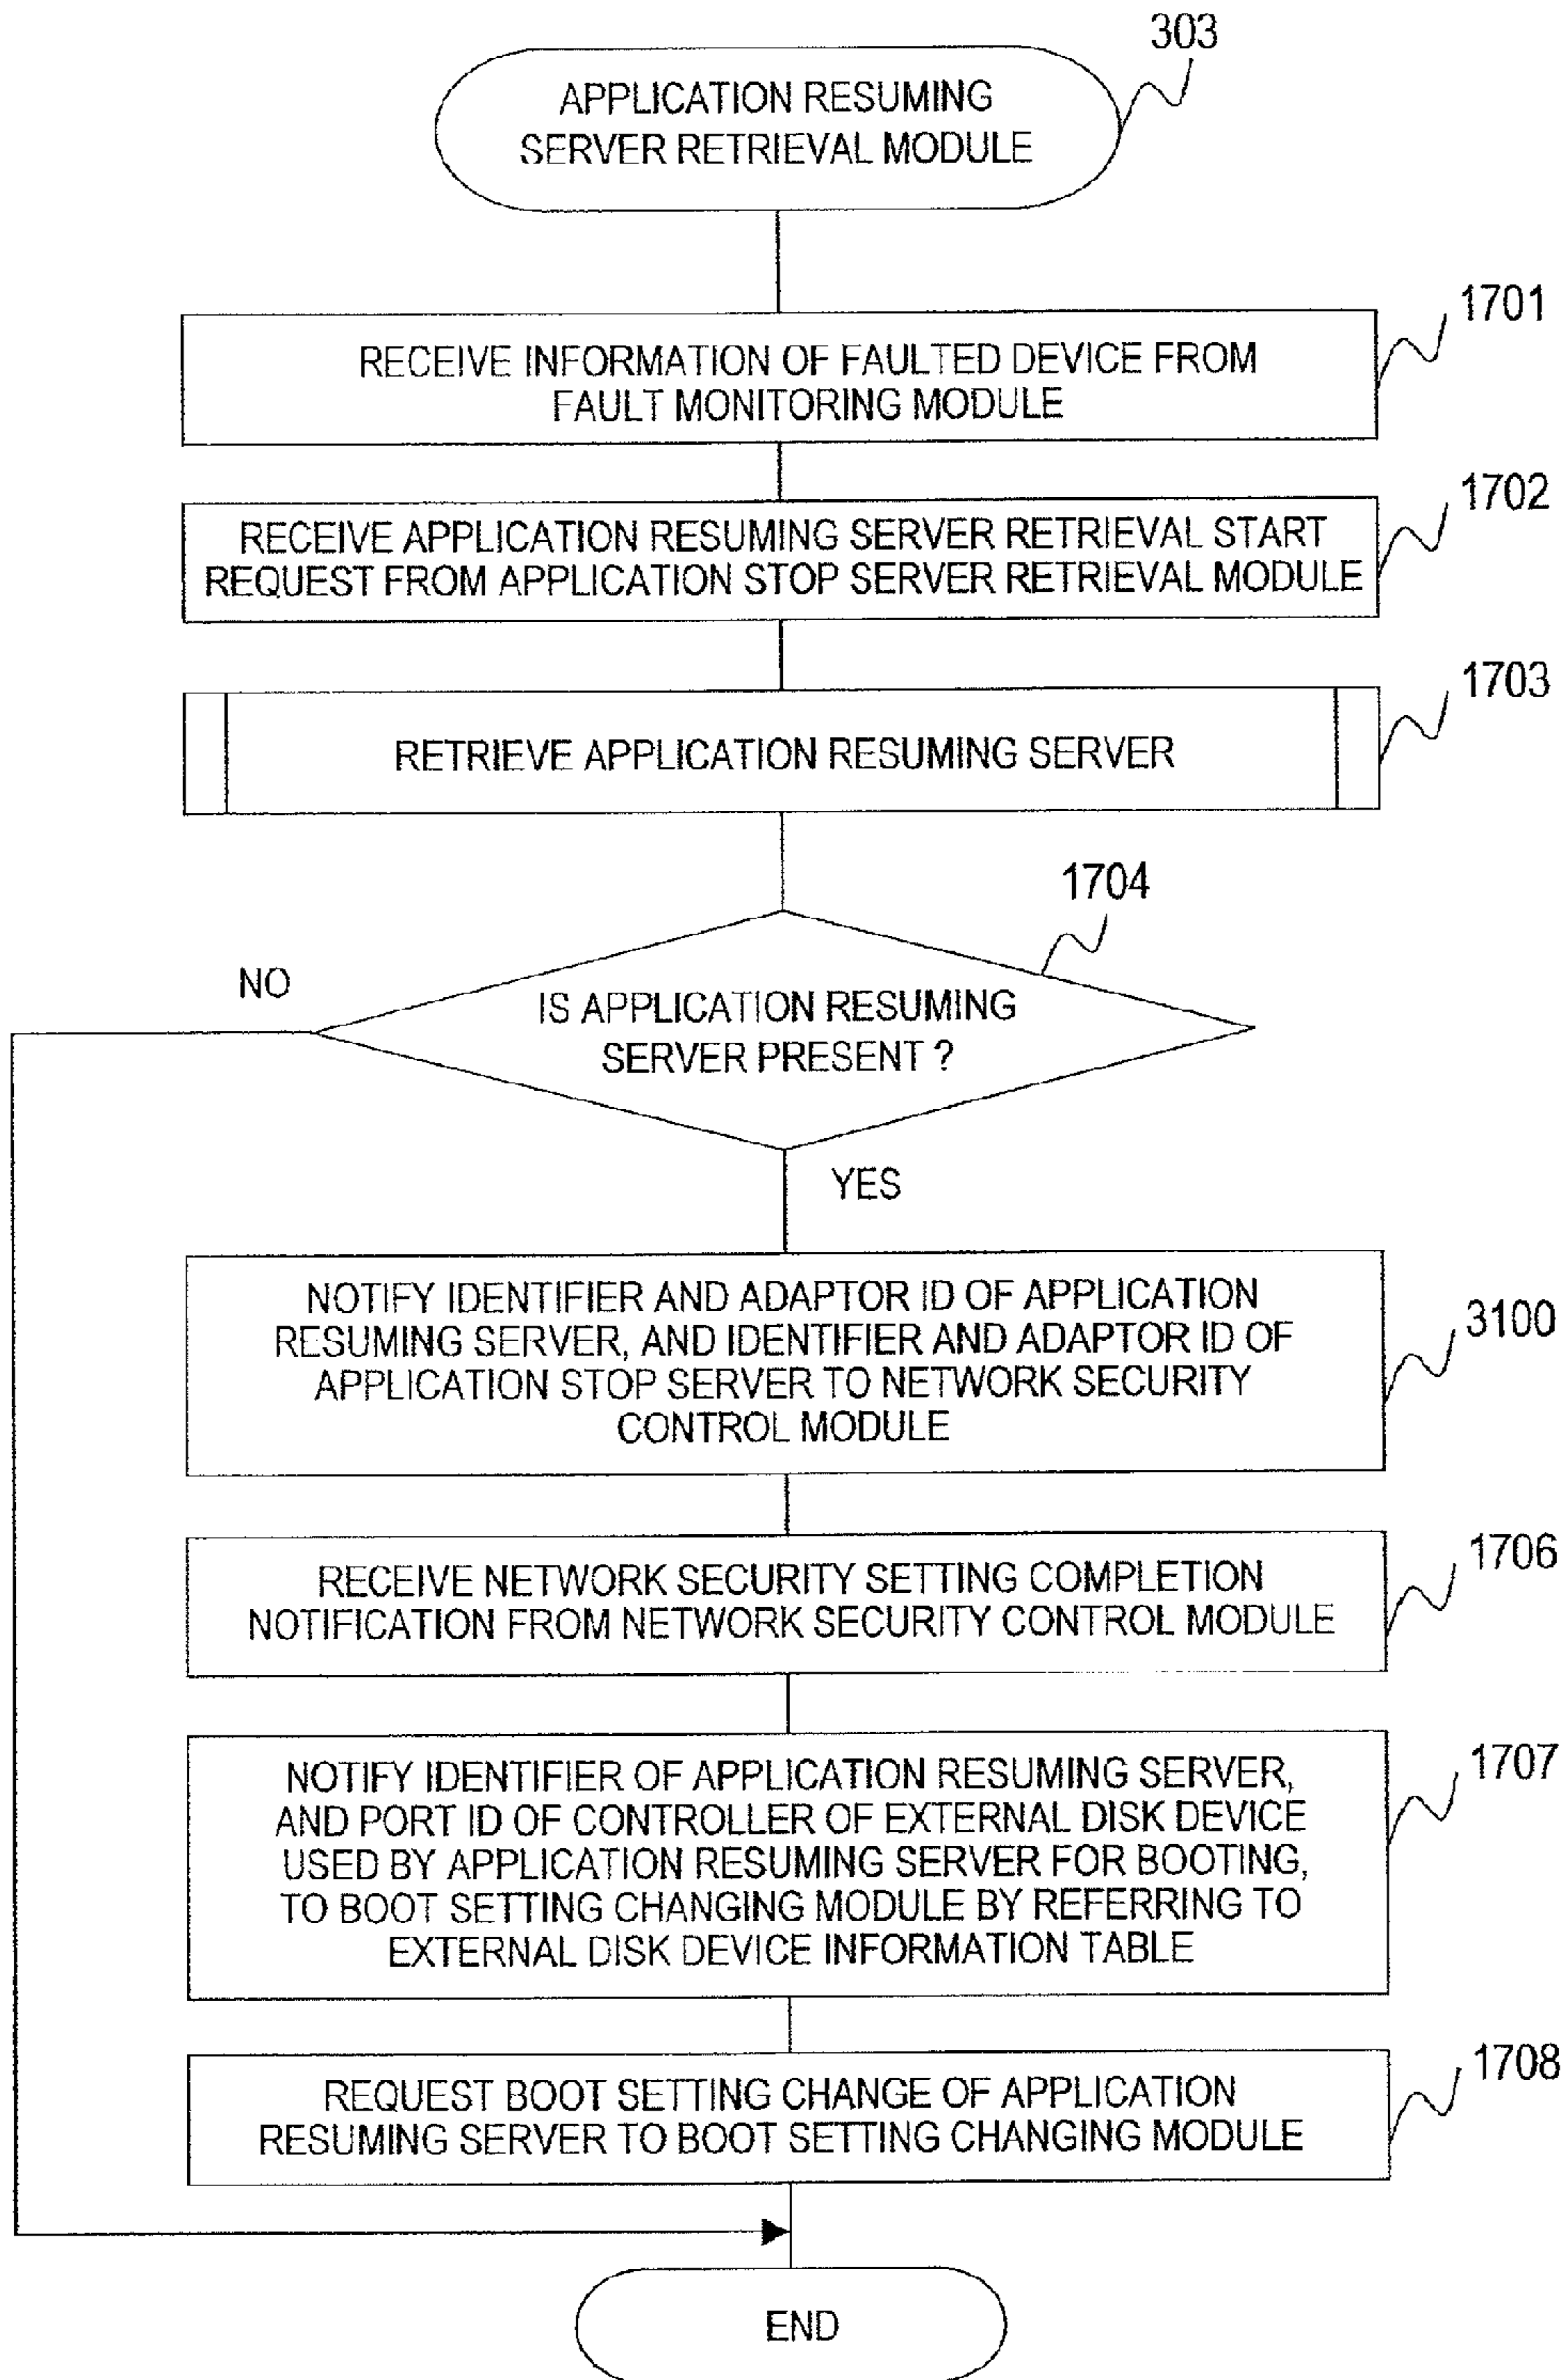 303
APPLICATION RESUMING
SERVER RETRIEVAL MODULE
1701
RECEIVE INFORMATION OF FAULTED DEVICE FROM
FAULT MONITORING MODULE
1702
RECEIVE APPLICATION RESUMING SERVER RETRIEVAL START
REQUEST FROM APPLICATION STOP SERVER RETRIEVAL MODULE
1703
RETRIEVE APPLICATION RESUMING SERVER
1704
NO
IS APPLICATION RESUMING
SERVER PRESENT ?
YES
NOTIFY IDENTIFIER AND ADAPTOR ID OF APPLICATION
RESUMING SERVER, AND IDENTIFIER AND ADAPTOR ID OF
APPLICATION STOP SERVER TO NETWORK SECURITY
CONTROL MODULE
3100
RECEIVE NETWORK SECURITY SETTING COMPLETION
NOTIFICATION FROM NETWORK SECURITY CONTROL MODULE
1706
NOTIFY IDENTIFIER OF APPLICATION RESUMING SERVER,
AND PORT ID OF CONTROLLER OF EXTERNAL DISK DEVICE
USED BY APPLICATION RESUMING SERVER FOR BOOTING,
TO BOOT SETTING CHANGING MODULE BY REFERRING TO
EXTERNAL DISK DEVICE INFORMATION TABLE
1707
REQUEST BOOT SETTING CHANGE OF APPLICATION
RESUMING SERVER TO BOOT SETTING CHANGING MODULE
1708
END